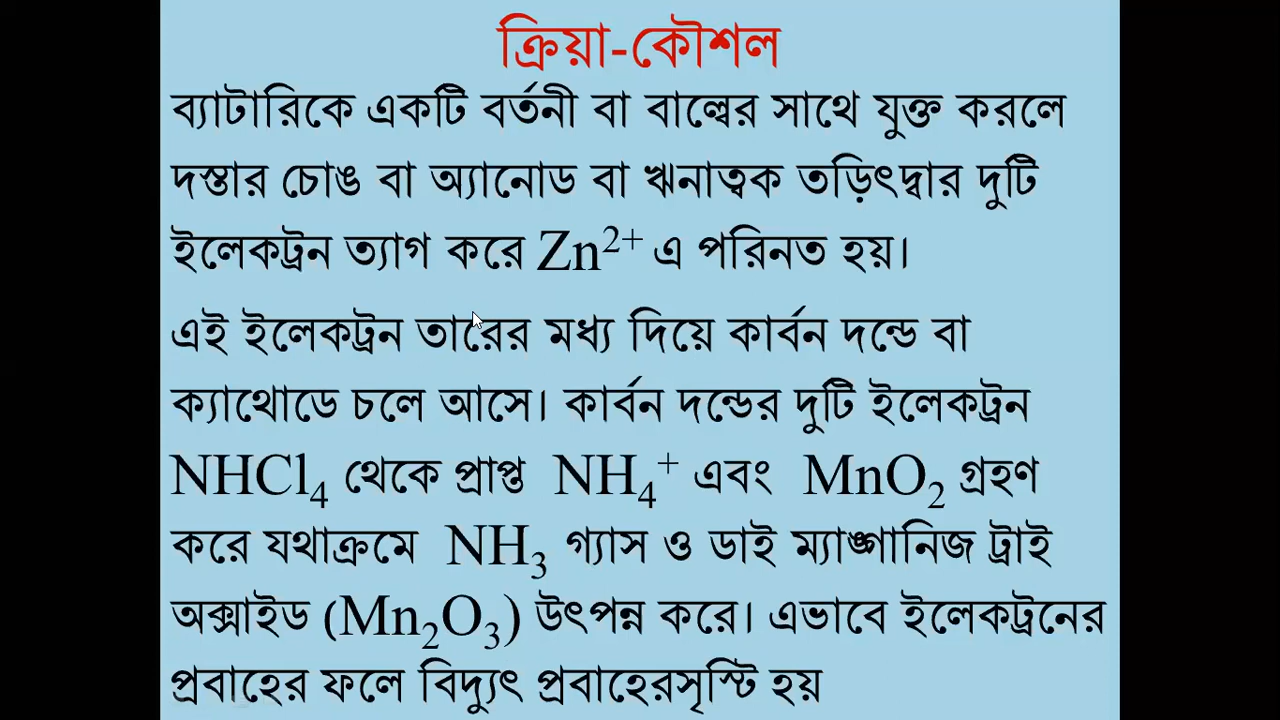 ক্রিয়া-কৌশল
ব্যাটারিকে একটি বর্তনী বা বাল্বের সাথে যুক্ত করলে
দস্তার চোঙ বা অ্যানোড বা ঋনাত্বক তড়িৎদ্বার দুটি
ইলেকট্রন ত্যাগ করে Zn²⁺ এ পরিনত হয়।
এই ইলেকট্রন তারের মধ্য দিয়ে কার্বন দন্ডে বা
ক্যাথোডে চলে আসে। কার্বন দন্ডের দুটি ইলেকট্রন
NHCl₄ থেকে প্রাপ্ত NH₄⁺ এবং MnO₂ গ্রহণ
করে যথাক্রমে NH₃ গ্যাস ও ডাই ম্যাঙ্গানিজ ট্রাই
অক্সাইড (Mn₂O₃) উৎপন্ন করে। এভাবে ইলেকট্রনের
প্রবাহের ফলে বিদ্যুৎ প্রবাহেরসৃস্টি হয়